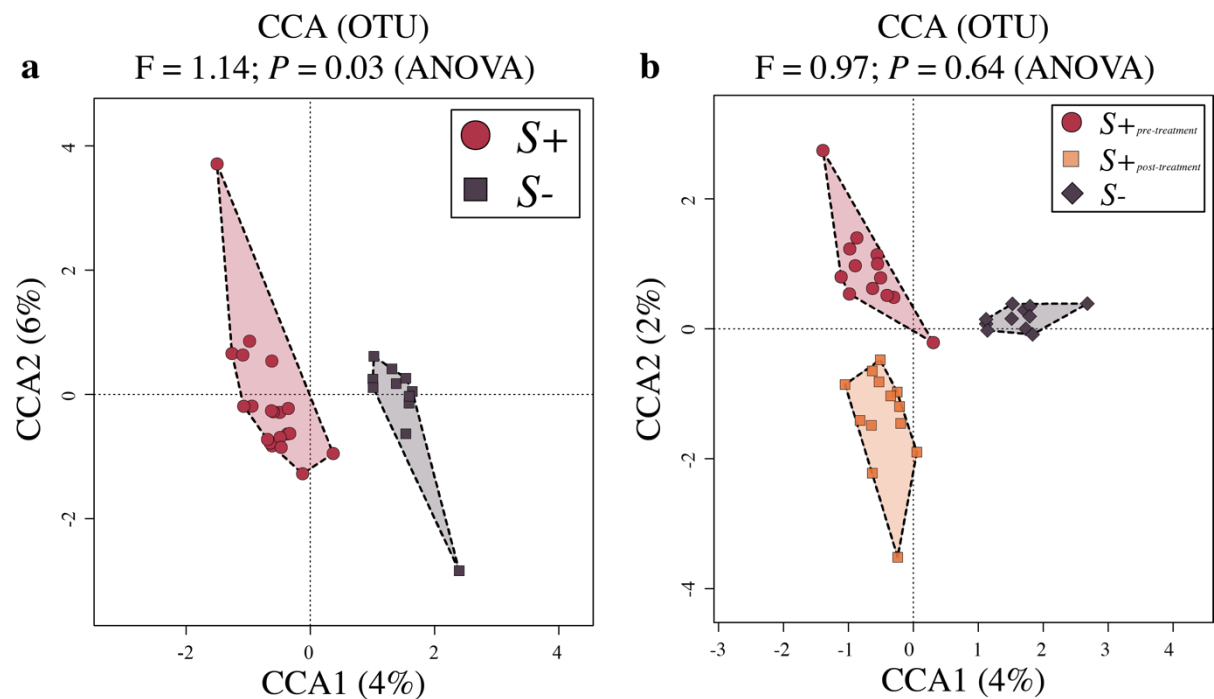 CCA (OTU)
a F = 1.14; P = 0.03 (ANOVA)
S+
S-
4
2
0
-2
CCA2 (6%)
-2 0 2 4
CCA1 (4%)
CCA (OTU)
b F = 0.97; P = 0.64 (ANOVA)
S+pre-treatment
S+post-treatment
S-
2
0
-2
-4
CCA2 (2%)
-3 -2 -1 0 1 2 3 4
CCA1 (4%)